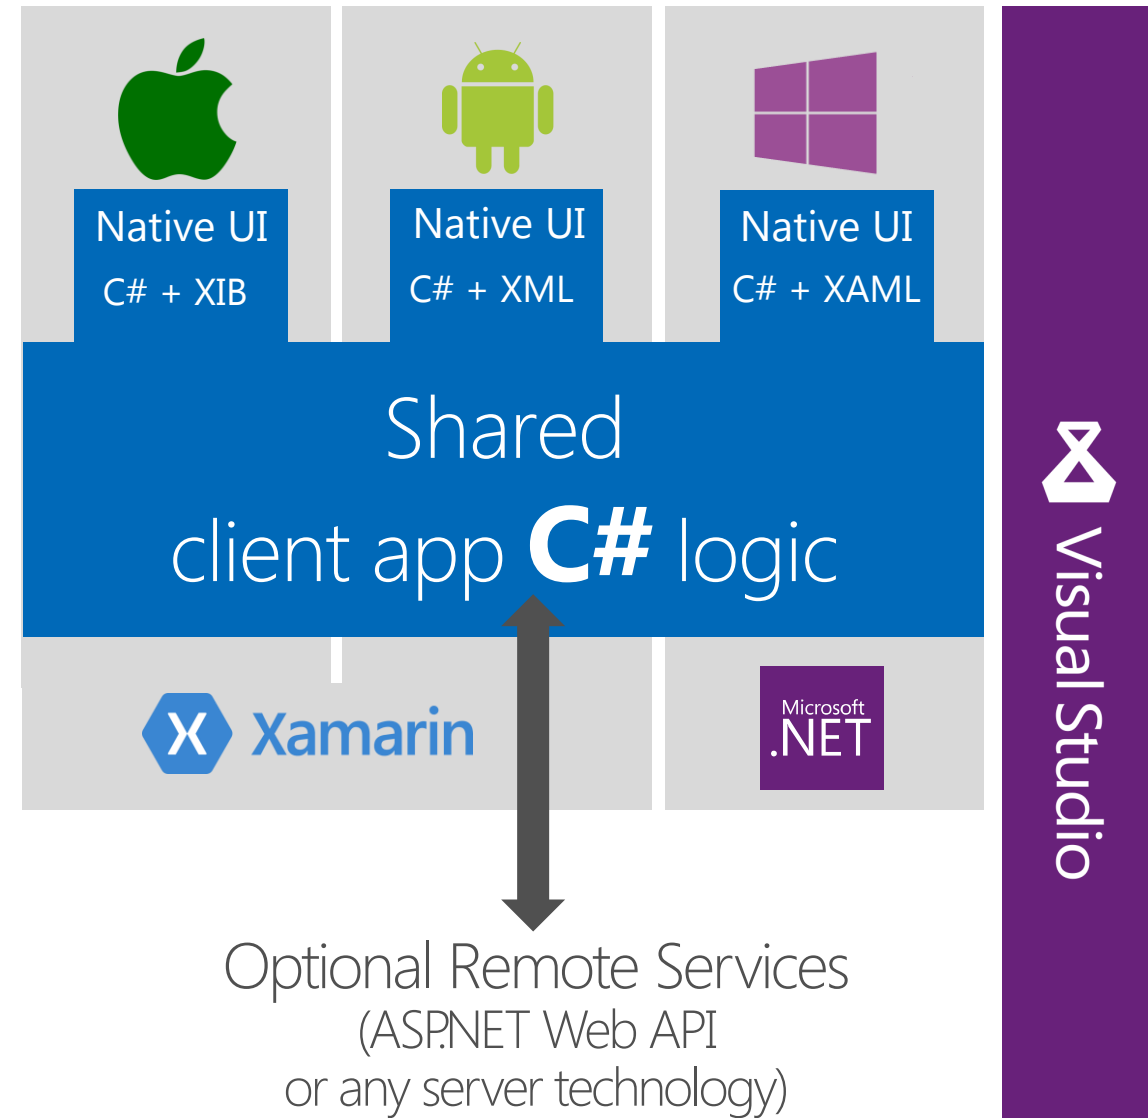 Native UI
C# + XIB
Native UI
C# + XML
Native UI
C# + XAML
Shared
client app C# logic
X Xamarin
Microsoft
.NET
Optional Remote Services
(ASP.NET Web API
or any server technology)
Visual Studio